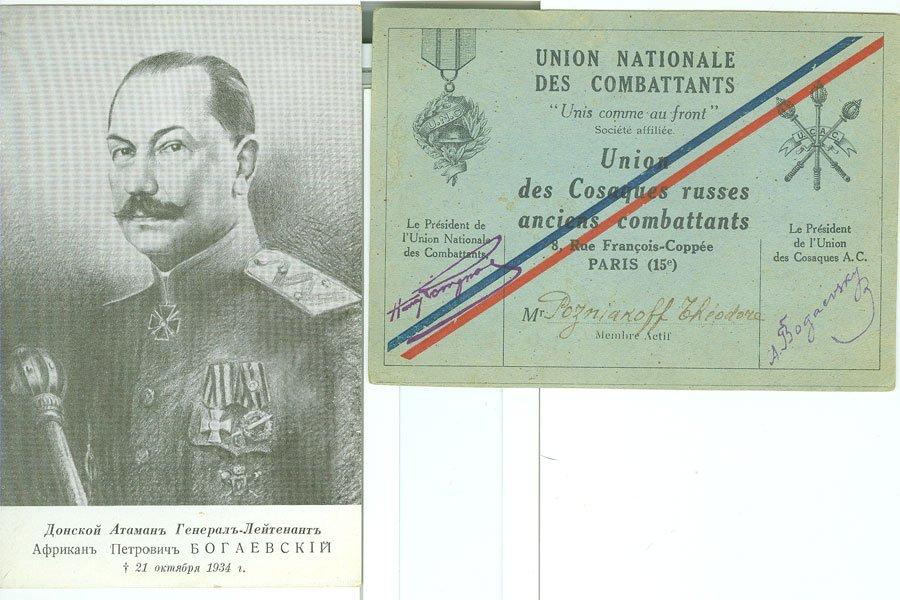 Донской Атаманъ Генералъ-Лейтенантъ
Африканъ Петровичъ БОГАЕВСКІЙ
† 21 октября 1934 г.
UNION NATIONALE
DES COMBATTANTS
"Unis comme au front"
Société affiliée.
Union
des Cosaques russes
anciens combattants
8, Rue François-Coppée
PARIS (15e)
Le Président de
l'Union Nationale
des Combattants,
U.C.A.C.
Le Président
de l'Union
des Cosaques A.C.
Mr Pozniakoff Théodore
Membre Actif
A. Bogaevsky